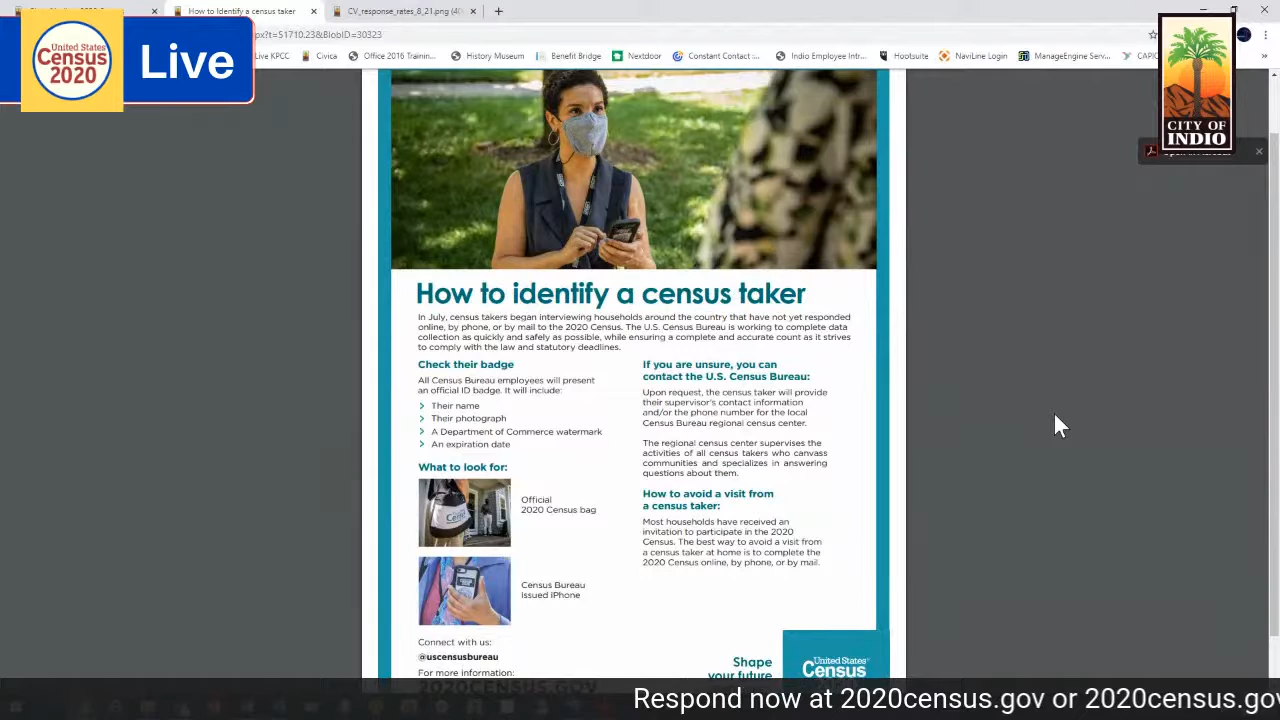 How to Identify a census taker
CV_response_rates_8_21.png
px?t=51710.23&BlobID=30323
United States
Census
2020
Live
Live KPCC
Civica
Office 2016 Trainin...
History Museum
Benefit Bridge
Nextdoor
Constant Contact :...
Indio Employee Intr...
Hootsuite
NaviLine Login
ManageEngine Serv...
CITY OF
INDIO
How to identify a census taker
In July, census takers began interviewing households around the country that have not yet responded
online, by phone, or by mail to the 2020 Census. The U.S. Census Bureau is working to complete data
collection as quickly and safely as possible, while ensuring a complete and accurate count as it strives
to comply with the law and statutory deadlines.
Check their badge
All Census Bureau employees will present
an official ID badge. It will include:
Their name
Their photograph
A Department of Commerce watermark
An expiration date
What to look for:
Official
2020 Census bag
Census Bureau
issued iPhone
Connect with us:
@uscensusbureau
For more information:
2020CENSUS.GOV
If you are unsure, you can
contact the U.S. Census Bureau:
Upon request, the census taker will provide
their supervisor's contact information
and/or the phone number for the local
Census Bureau regional census center.
The regional census center supervises the
activities of all census takers who canvass
communities and specializes in answering
questions about them.
How to avoid a visit from
a census taker:
Most households have received an
invitation to participate in the 2020
Census. The best way to avoid a visit from
a census taker at home is to complete the
2020 Census online, by phone, or by mail.
Shape
your future
United States
Census
Respond now at 2020census.gov or 2020census.gov